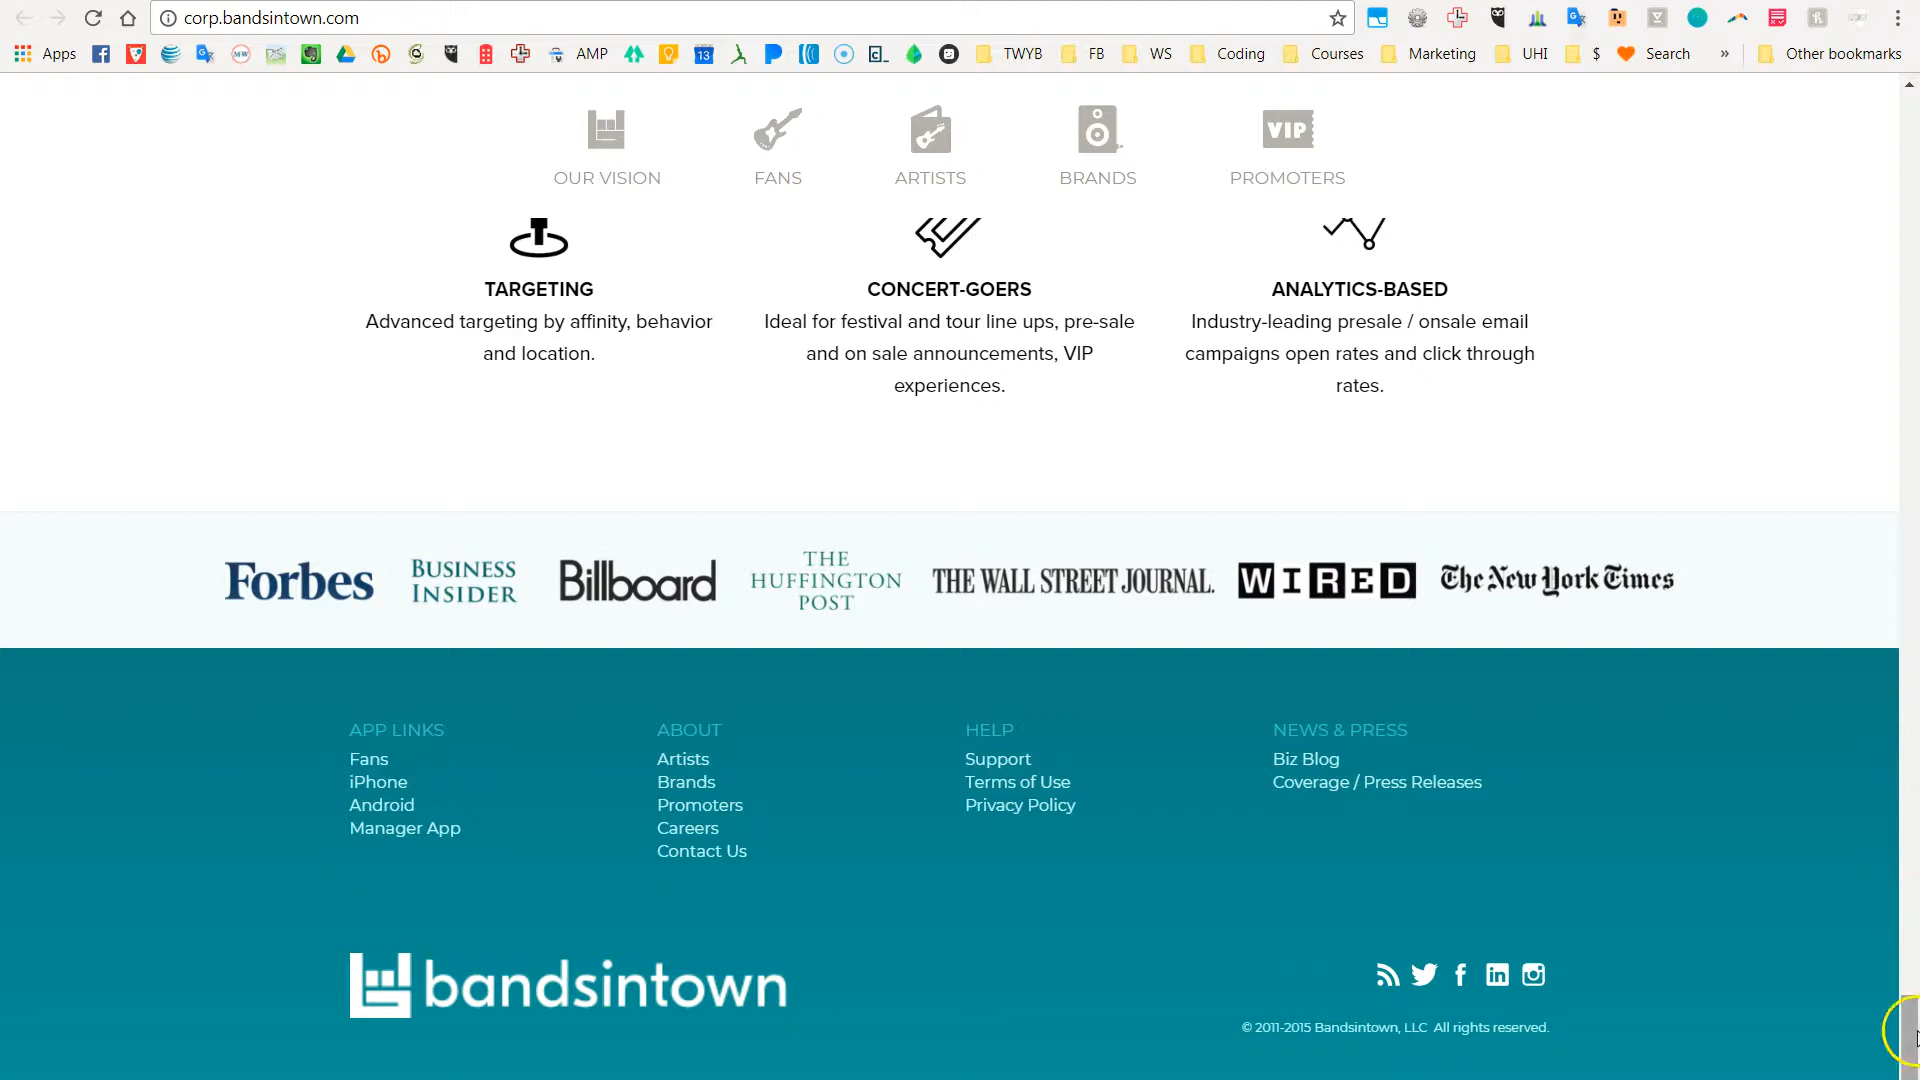 corp.bandsintown.com
Apps AMP 13 TWYB FB WS Coding Courses Marketing UHI $ Search » Other bookmarks
VIP
OUR VISION FANS ARTISTS BRANDS PROMOTERS
TARGETING
Advanced targeting by affinity, behavior
and location.
CONCERT-GOERS
Ideal for festival and tour line ups, pre-sale
and on sale announcements, VIP
experiences.
ANALYTICS-BASED
Industry-leading presale / onsale email
campaigns open rates and click through
rates.
Forbes
BUSINESS
INSIDER
Billboard
THE
HUFFINGTON
POST
THE WALL STREET JOURNAL.
WIRED
The New York Times
APP LINKS
Fans
iPhone
Android
Manager App
ABOUT
Artists
Brands
Promoters
Careers
Contact Us
HELP
Support
Terms of Use
Privacy Policy
NEWS & PRESS
Biz Blog
Coverage / Press Releases
bandsintown
© 2011-2015 Bandsintown, LLC All rights reserved.